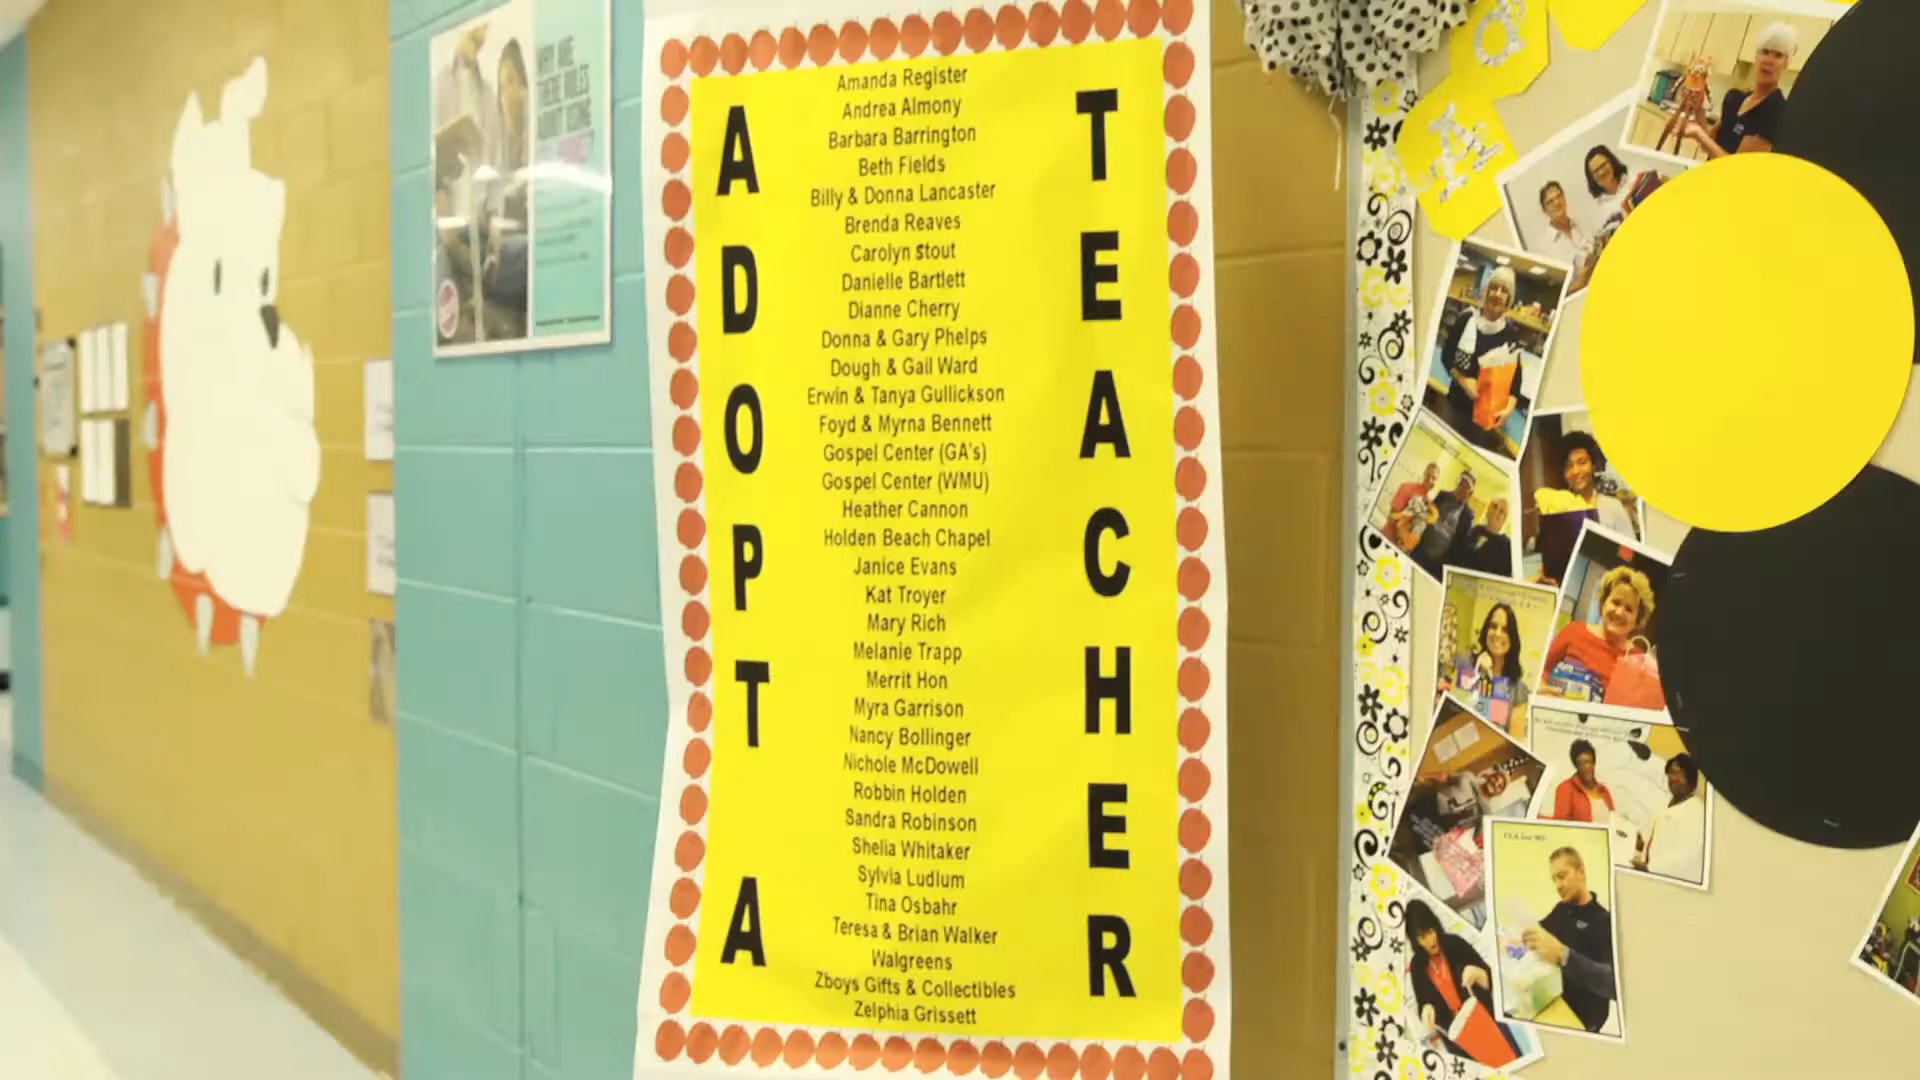 WHY ARE
THERE RULES
ABOUT GOING
ADOPT A
Amanda Register
Andrea Almony
Barbara Barrington
Beth Fields
Billy & Donna Lancaster
Brenda Reaves
Carolyn Stout
Danielle Bartlett
Dianne Cherry
Donna & Gary Phelps
Dough & Gail Ward
Erwin & Tanya Gullickson
Foyd & Myrna Bennett
Gospel Center (GA's)
Gospel Center (WMU)
Heather Cannon
Holden Beach Chapel
Janice Evans
Kat Troyer
Mary Rich
Melanie Trapp
Merrit Hon
Myra Garrison
Nancy Bollinger
Nichole McDowell
Robbin Holden
Sandra Robinson
Shelia Whitaker
Sylvia Ludlum
Tina Osbahr
Teresa & Brian Walker
Walgreens
Zboys Gifts & Collectibles
Zelphia Grissett
TEACHER